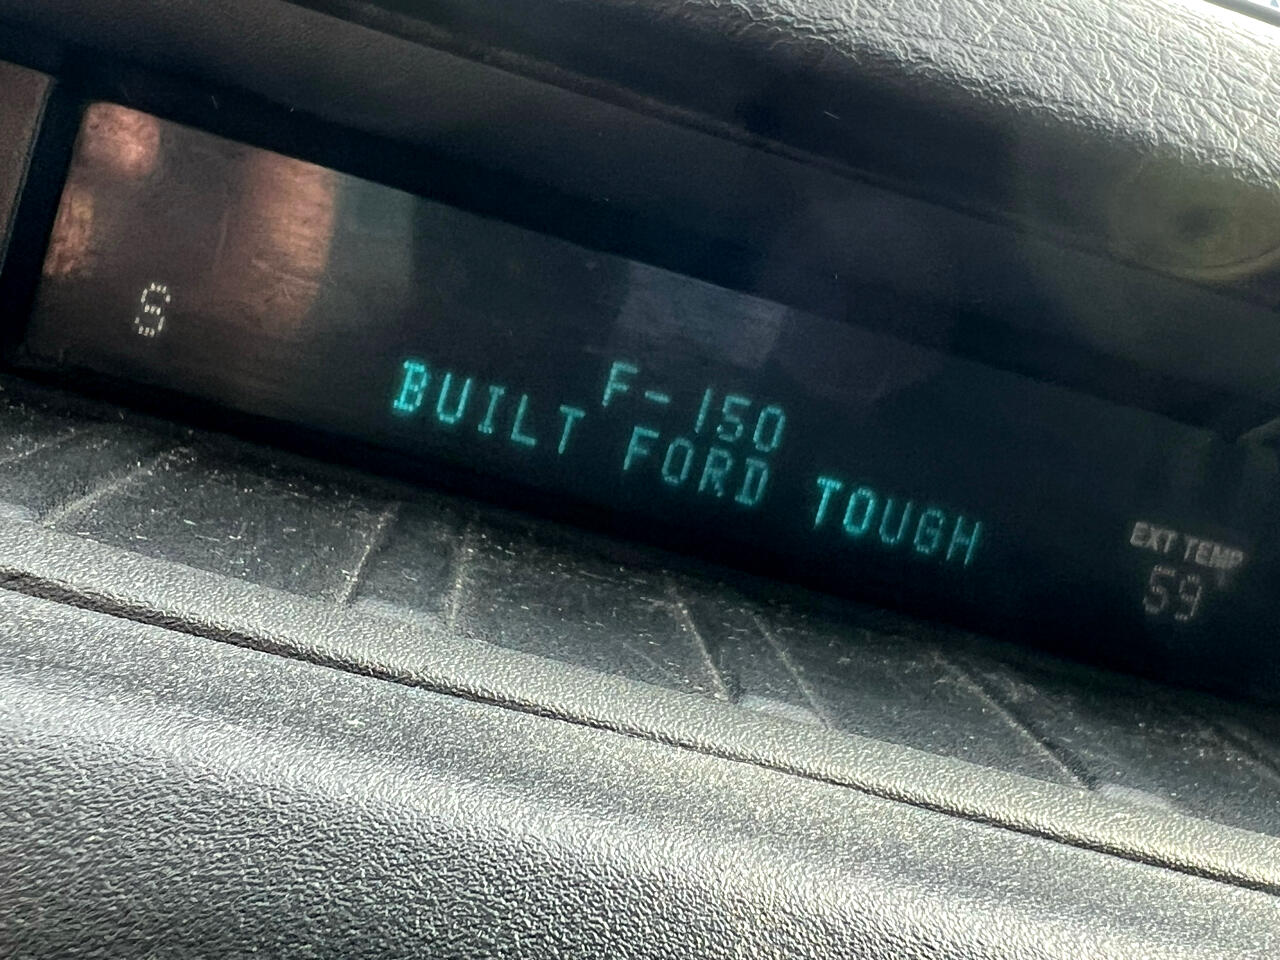 S
F-150
BUILT FORD TOUGH
EXT TEMP
59°